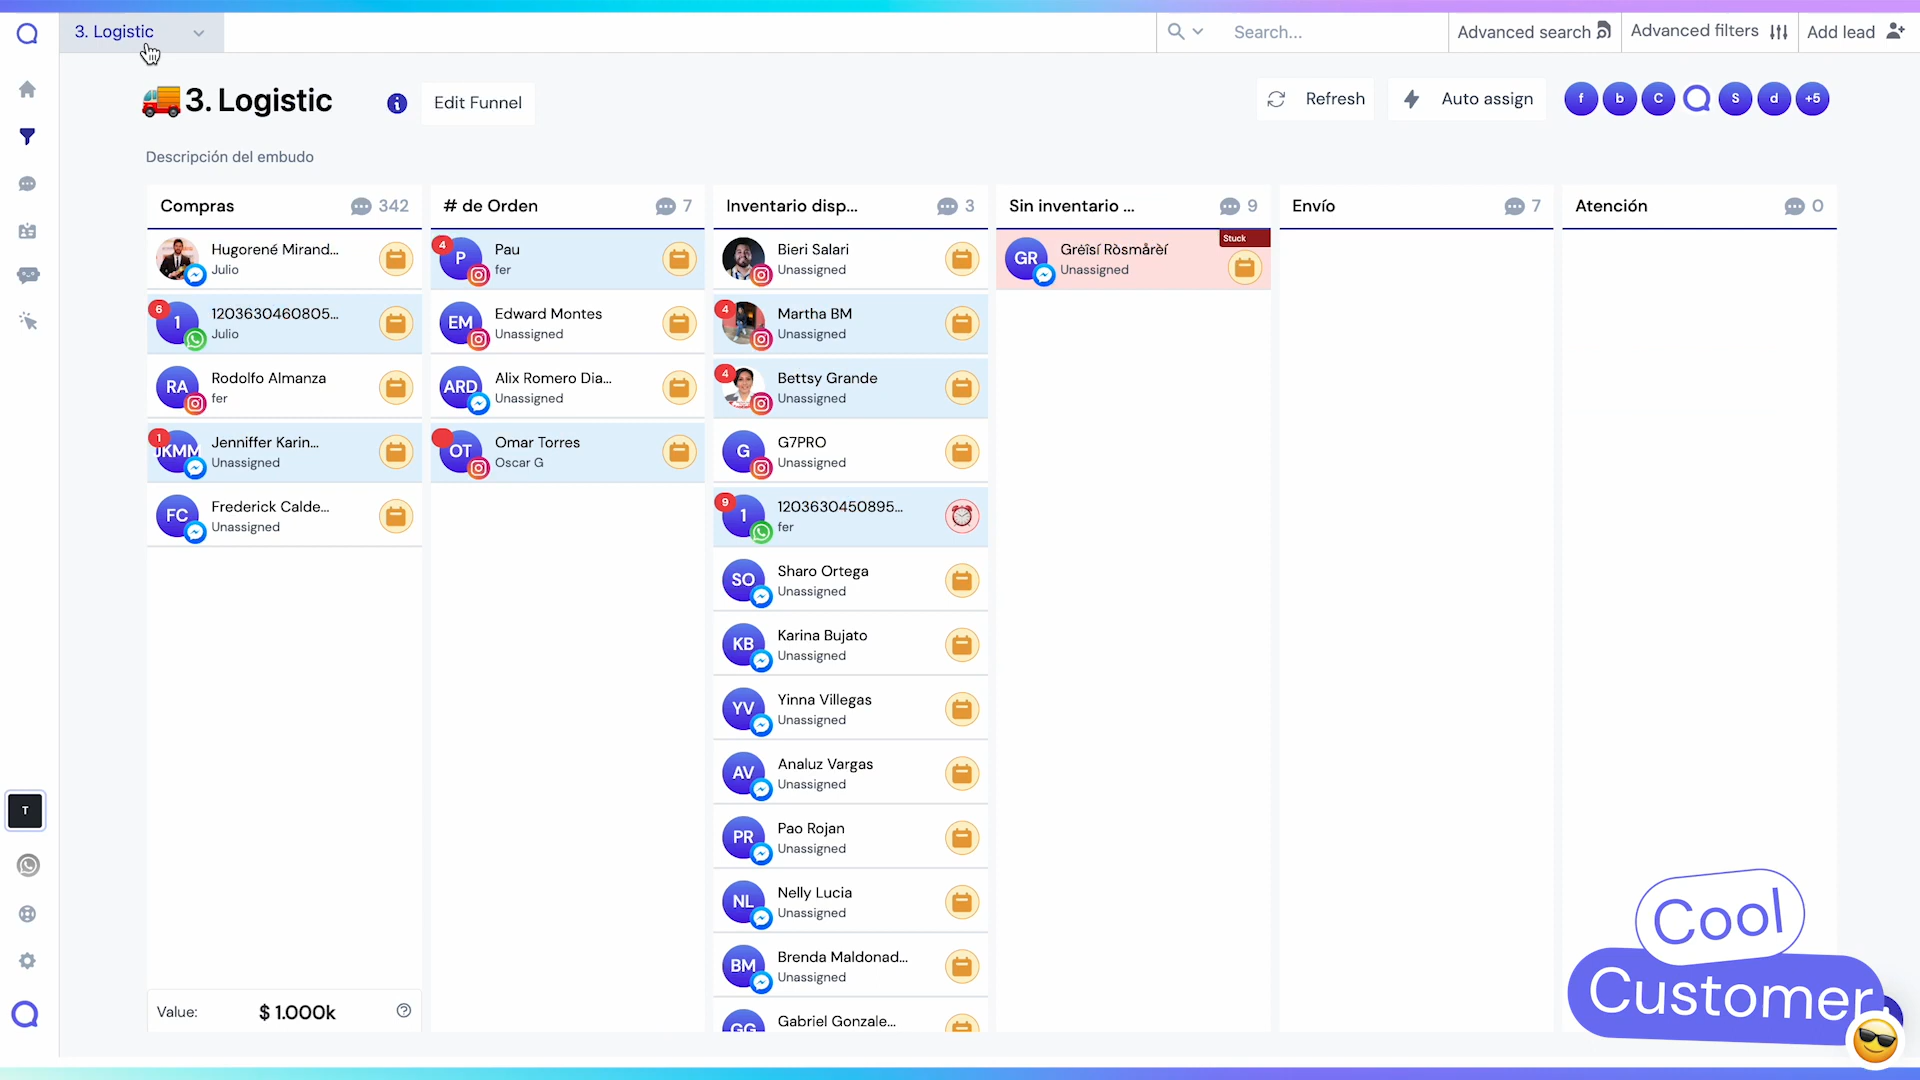 3. Logistic
Search...
Advanced search
Advanced filters
Add lead
3. Logistic
Edit Funnel
Refresh
Auto assign
f
b
C
S
d
+5
Descripción del embudo
Compras
342
Hugorené Mirand...
Julio
6
1
1203630460805...
Julio
RA
Rodolfo Almanza
fer
1
JKMM
Jenniffer Karin...
Unassigned
FC
Frederick Calde...
Unassigned
Value:
$ 1.000k
# de Orden
7
4
P
Pau
fer
EM
Edward Montes
Unassigned
ARD
Alix Romero Dia...
Unassigned
OT
Omar Torres
Oscar G
Inventario disp...
3
Bieri Salari
Unassigned
4
Martha BM
Unassigned
4
Bettsy Grande
Unassigned
G
G7PRO
Unassigned
9
1
1203630450895...
fer
SO
Sharo Ortega
Unassigned
KB
Karina Bujato
Unassigned
YV
Yinna Villegas
Unassigned
AV
Analuz Vargas
Unassigned
PR
Pao Rojan
Unassigned
NL
Nelly Lucia
Unassigned
BM
Brenda Maldonad...
Unassigned
GG
Gabriel Gonzale...
Sin inventario ...
9
Stuck
GR
Grėîsí Ròsmårèí
Unassigned
Envío
7
Atención
0
T
Cool
Customer